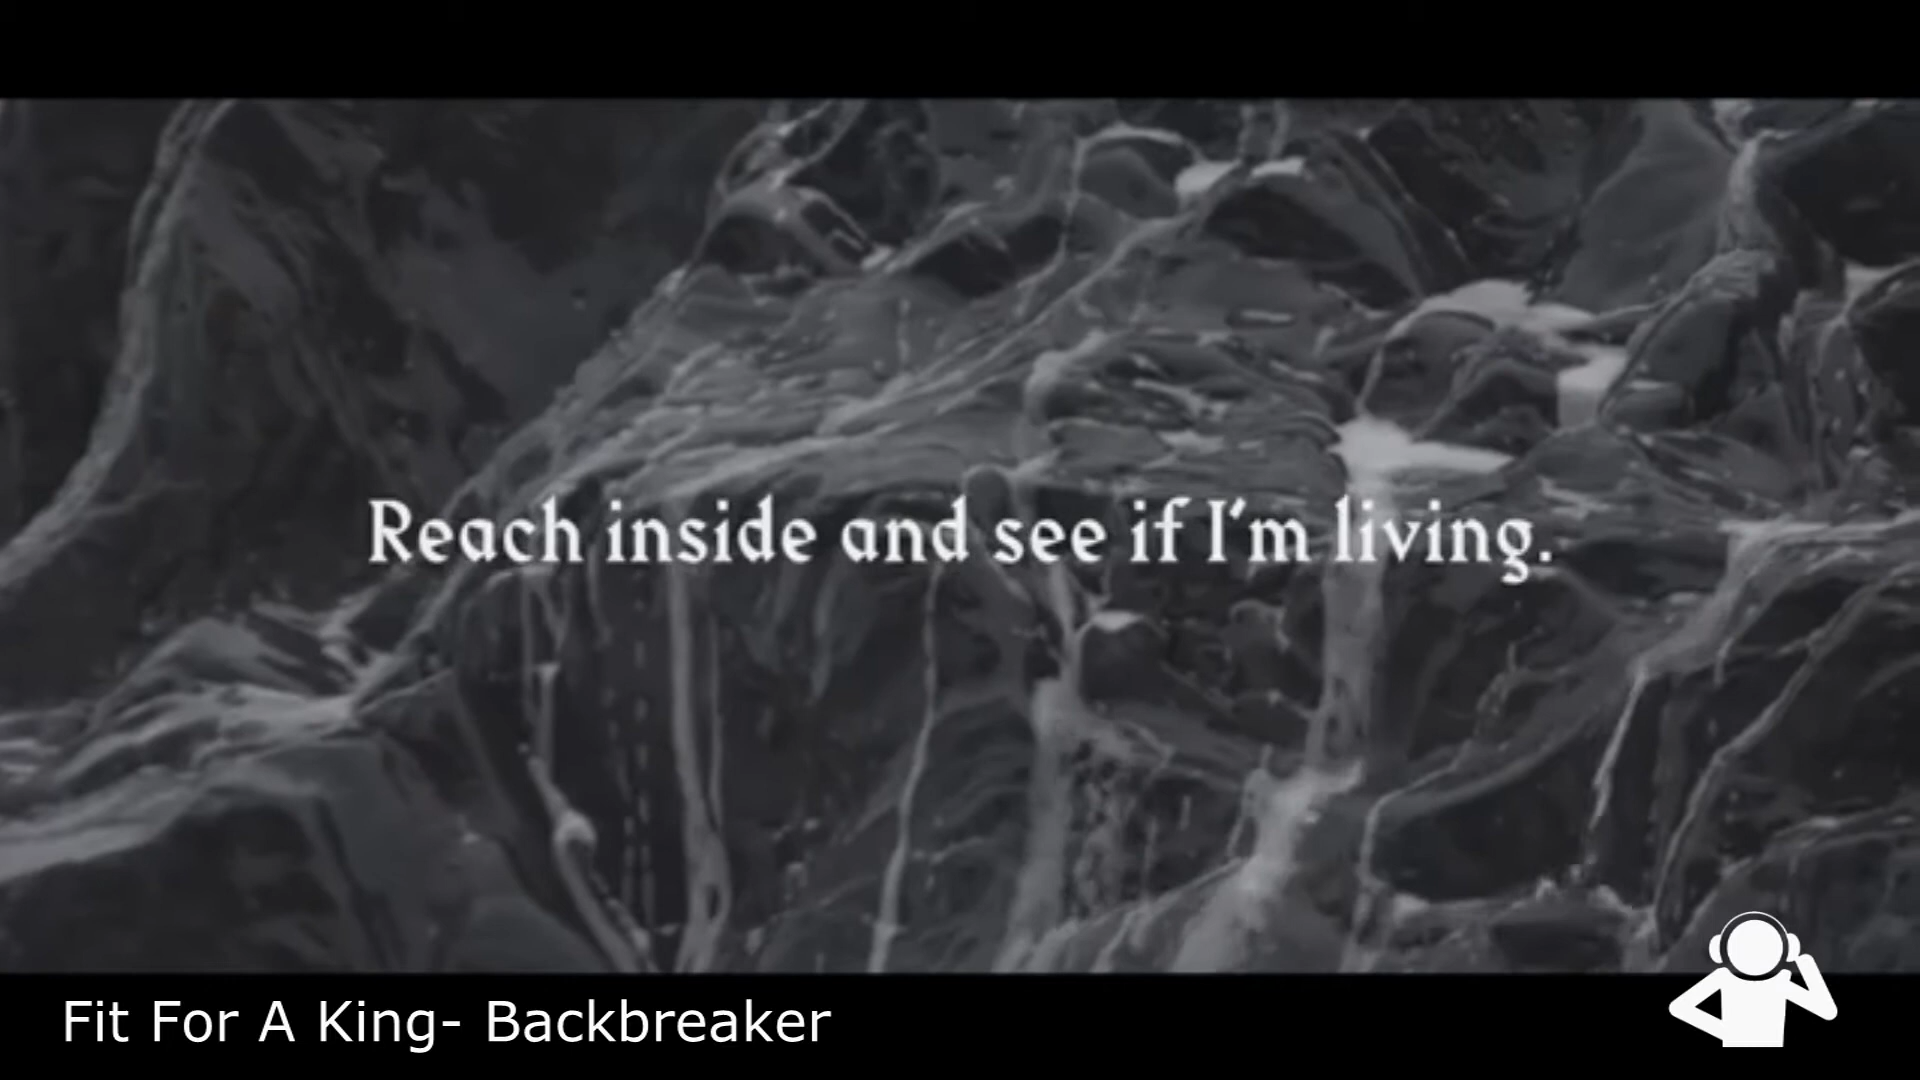 Reach inside and see if I'm living.
Fit For A King- Backbreaker